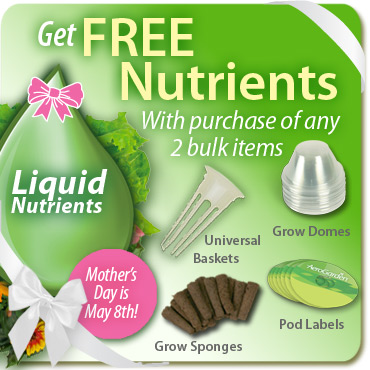 Get FREE
Nutrients
With purchase of any
2 bulk items
Liquid
Nutrients
Grow Domes
Universal
Baskets
Mother's
Day is
May 8th!
AeroGarden
Pod Labels
Grow Sponges